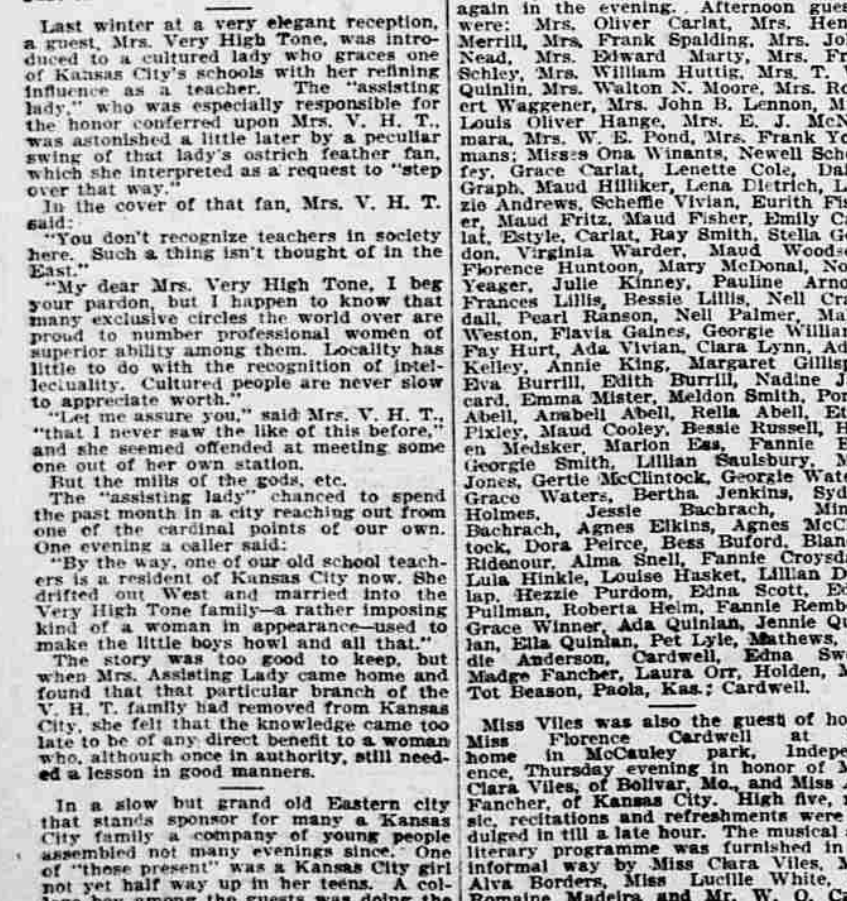 Last winter at a very elegant reception,
a guest, Mrs. Very High Tone, was intro-
duced to a cultured lady who graces one
of Kansas City's schools with her refining
influence as a teacher. The "assisting
lady," who was especially responsible for
the honor conferred upon Mrs. V. H. T.,
was astonished a little later by a peculiar
swing of that lady's ostrich feather fan,
which she interpreted as a request to "step
over that way."
In the cover of that fan, Mrs. V. H. T.
said:
"You don't recognize teachers in society
here. Such a thing isn't thought of in the
East."
"My dear Mrs. Very High Tone, I beg
your pardon, but I happen to know that
many exclusive circles the world over are
proud to number professional women of
superior ability among them. Locality has
little to do with the recognition of intel-
lectuality. Cultured people are never slow
to appreciate worth."
"Let me assure you," said Mrs. V. H. T.,
"that I never saw the like of this before,"
and she seemed offended at meeting some
one out of her own station.
But the mills of the gods, etc.
The "assisting lady" chanced to spend
the past month in a city reaching out from
one of the cardinal points of our own.
One evening a caller said:
"By the way, one of our old school teach-
ers is a resident of Kansas City now. She
drifted out West and married into the
Very High Tone family—a rather imposing
kind of a woman in appearance—used to
make the little boys howl and all that."
The story was too good to keep, but
when Mrs. Assisting Lady came home and
found that that particular branch of the
V. H. T. family had removed from Kansas
City, she felt that the knowledge came too
late to be of any direct benefit to a woman
who, although once in authority, still need-
ed a lesson in good manners.
In a slow but grand old Eastern city
that stands sponsor for many a Kansas
City family a company of young people
assembled not many evenings since. One
of "those present" was a Kansas City girl
not yet half way up in her teens. A col-
lege boy among the guests was doing the
again in the evening. Afternoon gues
were: Mrs. Oliver Carlat, Mrs. Hen
Merrill, Mrs. Frank Spalding, Mrs. Jo
Nead, Mrs. Edward Marty, Mrs. Fr
Schley, Mrs. William Huttig, Mrs. T.
Quinlin, Mrs. Walton N. Moore, Mrs. Ro
ert Waggener, Mrs. John B. Lennon, M
Louis Oliver Hange, Mrs. E. J. McN
mara, Mrs. W. E. Pond, Mrs. Frank Yo
mans; Misses Ona Winants, Newell Sch
fey, Grace Carlat, Lenette Cole, Dai
Graph, Maud Hilliker, Lena Dietrich, L
zie Andrews, Scheffie Vivian, Eurith Fis
er, Maud Fritz, Maud Fisher, Emily Ca
lat, Estyle, Carlat, Ray Smith, Stella Go
don, Virginia Warder, Maud Woods
Florence Huntoon, Mary McDonal, No
Yeager, Julie Kinney, Pauline Arno
Frances Lillis, Bessie Lillis, Nell Cra
dall, Pearl Ranson, Nell Palmer, Ma
Weston, Flavia Gaines, Georgie Willian
Fay Hurt, Ada Vivian, Clara Lynn, Ad
Kelley, Annie King, Margaret Gillisp
Eva Burrill, Edith Burrill, Nadine J
card, Emma Mister, Meldon Smith, Por
Abell, Anabell Abell, Rella Abell, Et
Pixley, Maud Cooley, Bessie Russell, H
en Medsker, Marion Ess, Fannie E
Georgie Smith, Lillian Saulsbury, M
Jones, Gertie McClintock, Georgie Wate
Grace Waters, Bertha Jenkins, Syd
Holmes, Jessie Bachrach, Min
Bachrach, Agnes Elkins, Agnes McC
tock, Dora Peirce, Bess Buford, Blan
Ridenour, Alma Snell, Fannie Croysd
Lula Hinkle, Louise Hasket, Lillian D
lap, Hezzie Purdom, Edna Scott, Ed
Pullman, Roberta Helm, Fannie Remb
Grace Winner, Ada Quinlan, Jennie Qu
lan, Ella Quinlan, Pet Lyle, Mathews,
die Anderson, Cardwell, Edna Sw
Madge Fancher, Laura Orr, Holden, M
Tot Beason, Paola, Kas.; Cardwell.
Miss Viles was also the guest of ho
Miss Florence Cardwell at
home in McCauley park, Indepe
ence, Thursday evening in honor of M
Clara Viles, of Bolivar, Mo., and Miss
Fancher, of Kansas City. High five,
sic, recitations and refreshments were
dulged in till a late hour. The musical
literary programme was furnished in
informal way by Miss Clara Viles, M
Alva Borders, Miss Lucille White,
Romaine Madeira and Mr. W. O. Ca